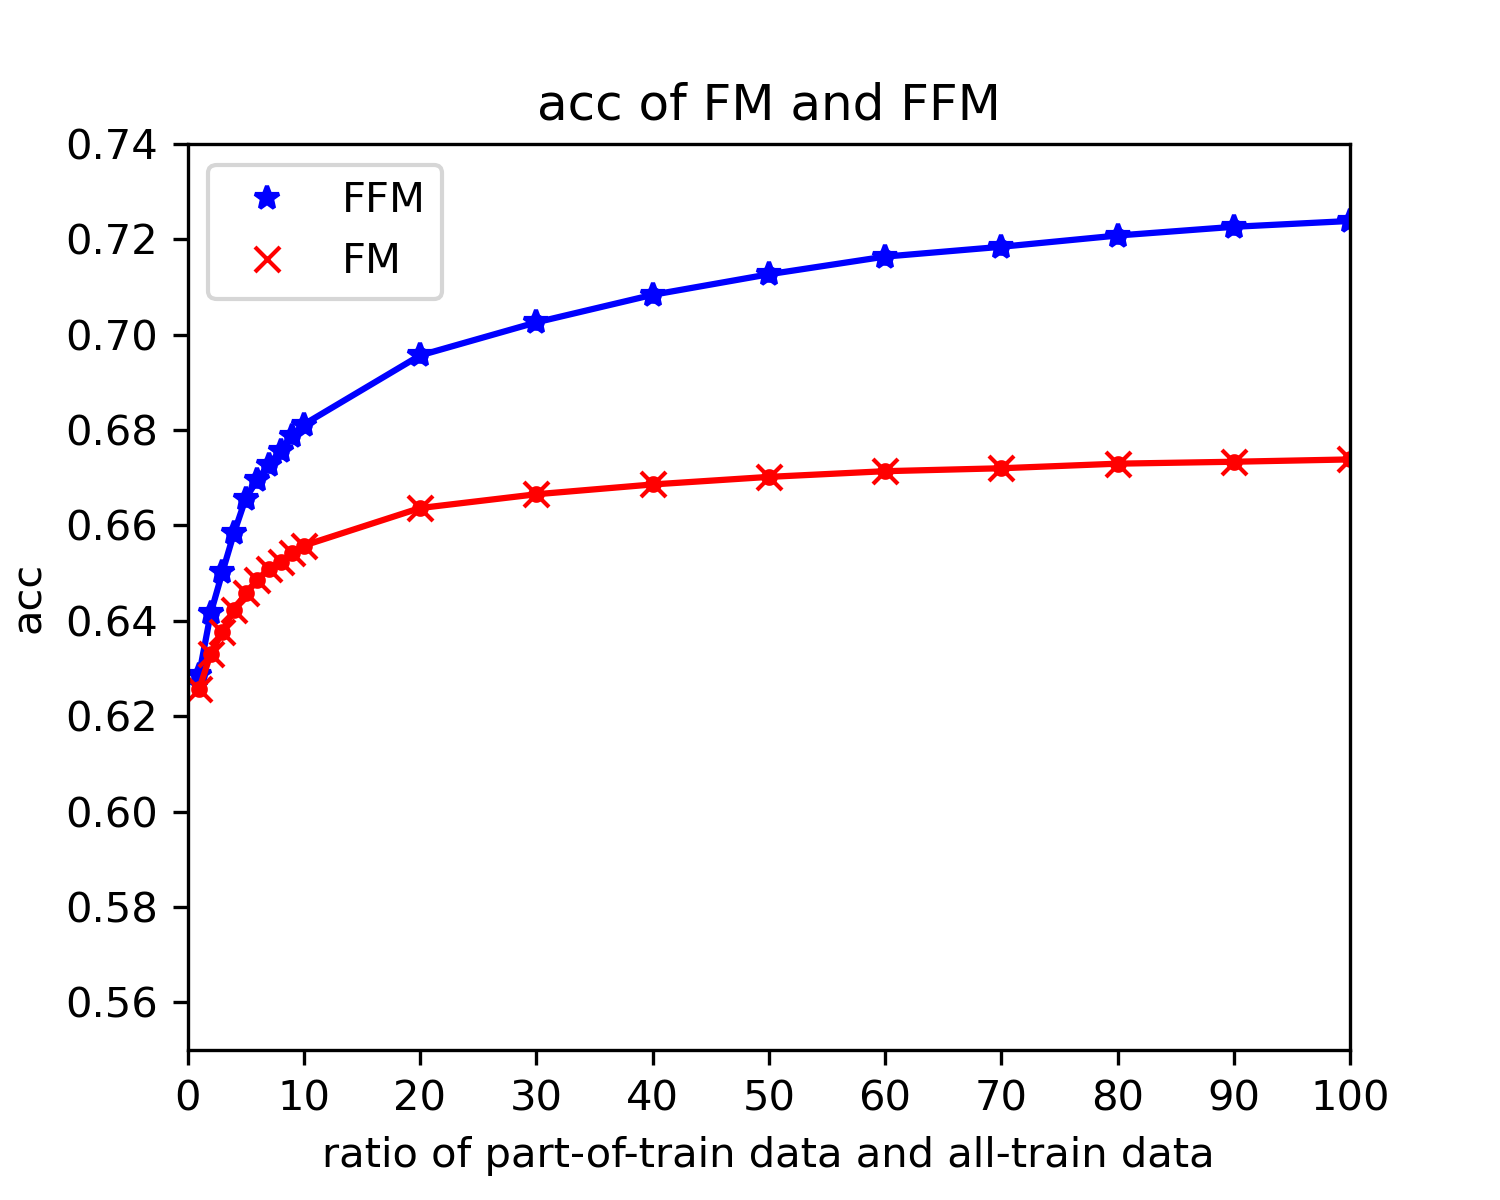 acc of FM and FFM
0.74
0.72
0.70
0.68
0.66
0.64
0.62
0.60
0.58
0.56
acc
FFM
FM
0 10 20 30 40 50 60 70 80 90 100
ratio of part-of-train data and all-train data